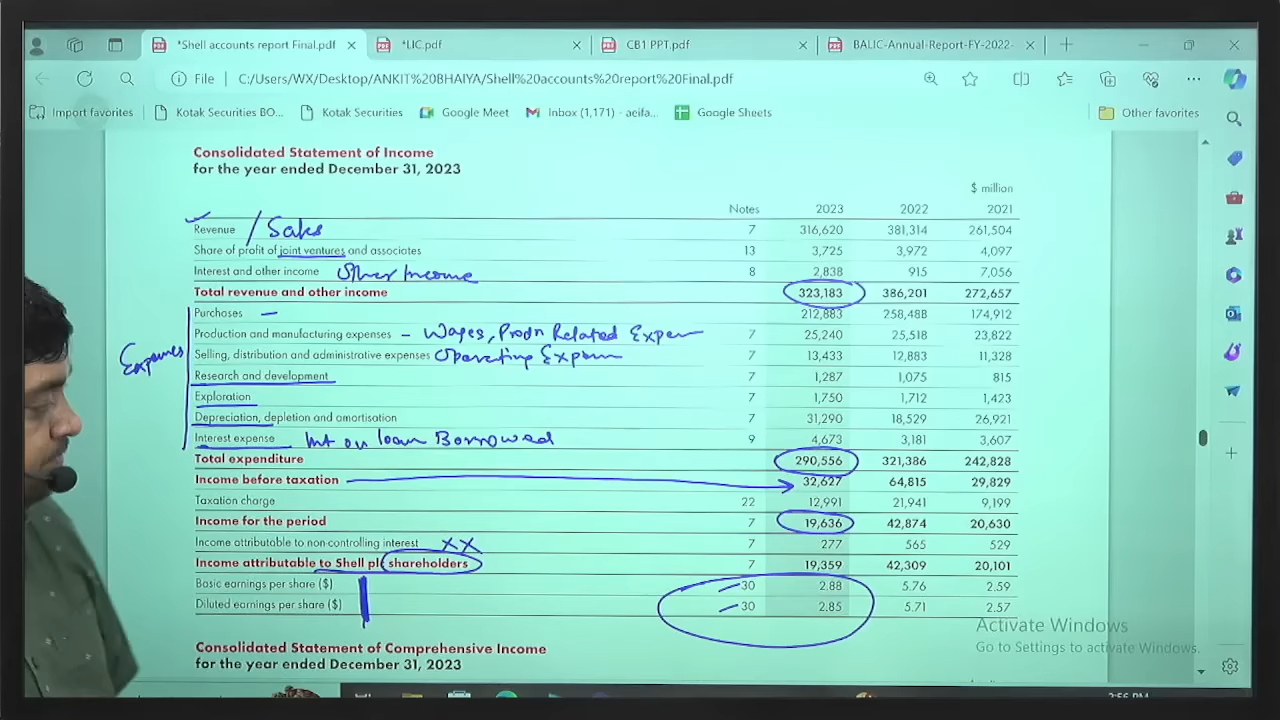 *Shell accounts report Final.pdf *LIC.pdf CB1 PPT.pdf BALIC-Annual-Report-FY-2022-
File C:/Users/WX/Desktop/ANKIT%20BHAIYA/Shell%20accounts%20report%20Final.pdf
Import favorites Kotak Securities BO... Kotak Securities Google Meet Inbox (1,171) - aeifa... Google Sheets Other favorites
Consolidated Statement of Income
for the year ended December 31, 2023
$ million
Notes 2023 2022 2021
Revenue / Sales 7 316,620 381,314 261,504
Share of profit of joint ventures and associates 13 3,725 3,972 4,097
Interest and other income Other Income 8 2,838 915 7,056
Total revenue and other income 323,183 386,201 272,657
Purchases 212,883 258,488 174,912
Production and manufacturing expenses - Wages, Prodn Related Expen 7 25,240 25,518 23,822
Expenses
Selling, distribution and administrative expenses Operating Expen 7 13,433 12,883 11,328
Research and development 7 1,287 1,075 815
Exploration 7 1,750 1,712 1,423
Depreciation, depletion and amortisation 7 31,290 18,529 26,921
Interest expense Int on loan Borrowed 9 4,673 3,181 3,607
Total expenditure 290,556 321,386 242,828
Income before taxation 32,627 64,815 29,829
Taxation charge 22 12,991 21,941 9,199
Income for the period 7 19,636 42,874 20,630
Income attributable to non-controlling interest XX 7 277 565 529
Income attributable to Shell pl shareholders 7 19,359 42,309 20,101
Basic earnings per share ($) 30 2.88 5.76 2.59
Diluted earnings per share ($) 30 2.85 5.71 2.57
Activate Windows
Go to Settings to activate Windows.
Consolidated Statement of Comprehensive Income
for the year ended December 31, 2023